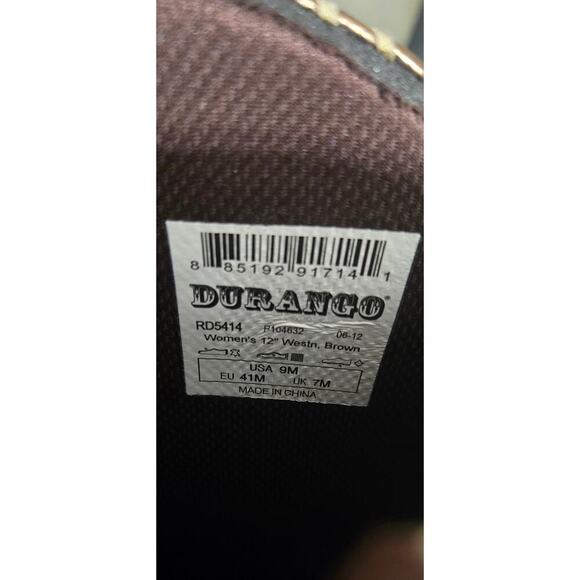 8 85192 91714 1
DURANGO®
RD5414 P104632 06-12
Women's 12" Westn, Brown
USA 9M
EU 41M UK 7M
MADE IN CHINA